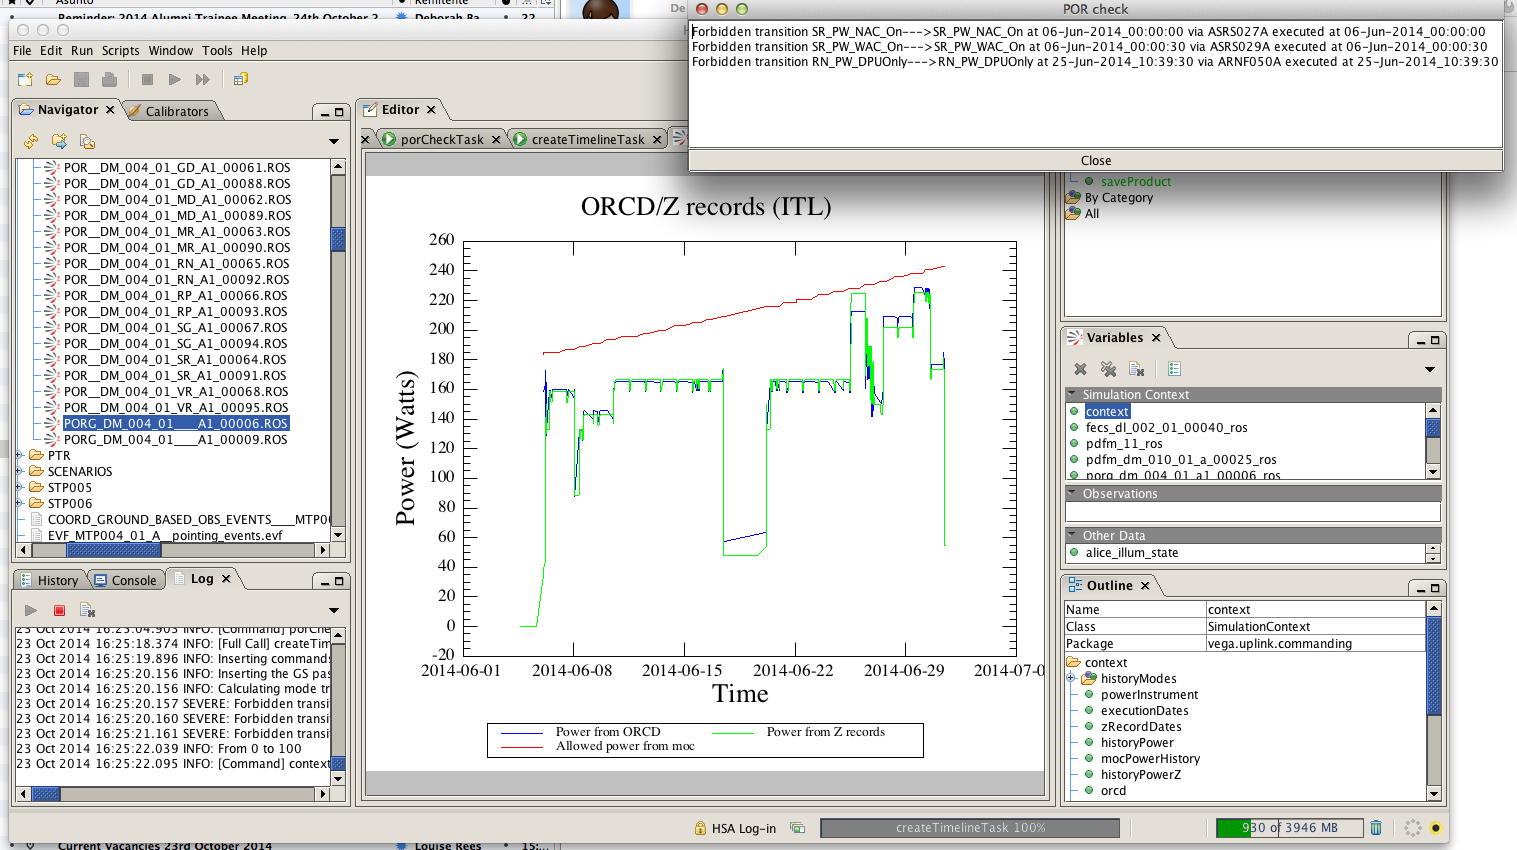 Asunto
Remitente
Reminder: 2014 Alumni Trainee Meeting, 24th October 2
Deborah Ba
22
De
POR check
Forbidden transition SR_PW_NAC_On--->SR_PW_NAC_On at 06-Jun-2014_00:00:00 via ASRS027A executed at 06-Jun-2014_00:00:00
Forbidden transition SR_PW_WAC_On--->SR_PW_WAC_On at 06-Jun-2014_00:00:30 via ASRS029A executed at 06-Jun-2014_00:00:30
Forbidden transition RN_PW_DPUOnly--->RN_PW_DPUOnly at 25-Jun-2014_10:39:30 via ARNF050A executed at 25-Jun-2014_10:39:30
Close
File Edit Run Scripts Window Tools Help
Navigator
Calibrators
POR__DM_004_01_GD_A1_00061.ROS
POR__DM_004_01_GD_A1_00088.ROS
POR__DM_004_01_MD_A1_00062.ROS
POR__DM_004_01_MD_A1_00089.ROS
POR__DM_004_01_MR_A1_00063.ROS
POR__DM_004_01_MR_A1_00090.ROS
POR__DM_004_01_RN_A1_00065.ROS
POR__DM_004_01_RN_A1_00092.ROS
POR__DM_004_01_RP_A1_00066.ROS
POR__DM_004_01_RP_A1_00093.ROS
POR__DM_004_01_SG_A1_00067.ROS
POR__DM_004_01_SG_A1_00094.ROS
POR__DM_004_01_SR_A1_00064.ROS
POR__DM_004_01_SR_A1_00091.ROS
POR__DM_004_01_VR_A1_00068.ROS
POR__DM_004_01_VR_A1_00095.ROS
PORG_DM_004_01____A1_00006.ROS
PORG_DM_004_01____A1_00009.ROS
PTR
SCENARIOS
STP005
STP006
COORD_GROUND_BASED_OBS_EVENTS____MTP00
EVF_MTP004_01_A__pointing_events.evf
History
Console
Log
23 Oct 2014 16:25:04.903 INFO: [Command] porChe
23 Oct 2014 16:25:18.374 INFO: [Full Call] createTim
23 Oct 2014 16:25:19.896 INFO: Inserting commands
23 Oct 2014 16:25:20.156 INFO: Inserting the GS pas
23 Oct 2014 16:25:20.156 INFO: Calculating mode tr
23 Oct 2014 16:25:20.157 SEVERE: Forbidden transi
23 Oct 2014 16:25:20.160 SEVERE: Forbidden transi
23 Oct 2014 16:25:21.161 SEVERE: Forbidden transi
23 Oct 2014 16:25:22.039 INFO: From 0 to 100
23 Oct 2014 16:25:22.095 INFO: [Command] context
Editor
porCheckTask
createTimelineTask
ORCD/Z records (ITL)
260
240
220
200
180
160
140
120
100
80
60
40
20
0
-20
Power (Watts)
2014-06-01 2014-06-08 2014-06-15 2014-06-22 2014-06-29 2014-07-0
Time
Power from ORCD
Power from Z records
Allowed power from moc
saveProduct
By Category
All
Variables
Simulation Context
context
fecs_dl_002_01_00040_ros
pdfm_11_ros
pdfm_dm_010_01_a_00025_ros
porg_dm_004_01_a1_00006_ros
Observations
Other Data
alice_illum_state
Outline
Name context
Class SimulationContext
Package vega.uplink.commanding
context
historyModes
powerInstrument
executionDates
zRecordDates
historyPower
mocPowerHistory
historyPowerZ
orcd
HSA Log-in
createTimelineTask 100%
930 of 3946 MB
Current Vacancies 23rd October 2014
Louise Rees
15:...